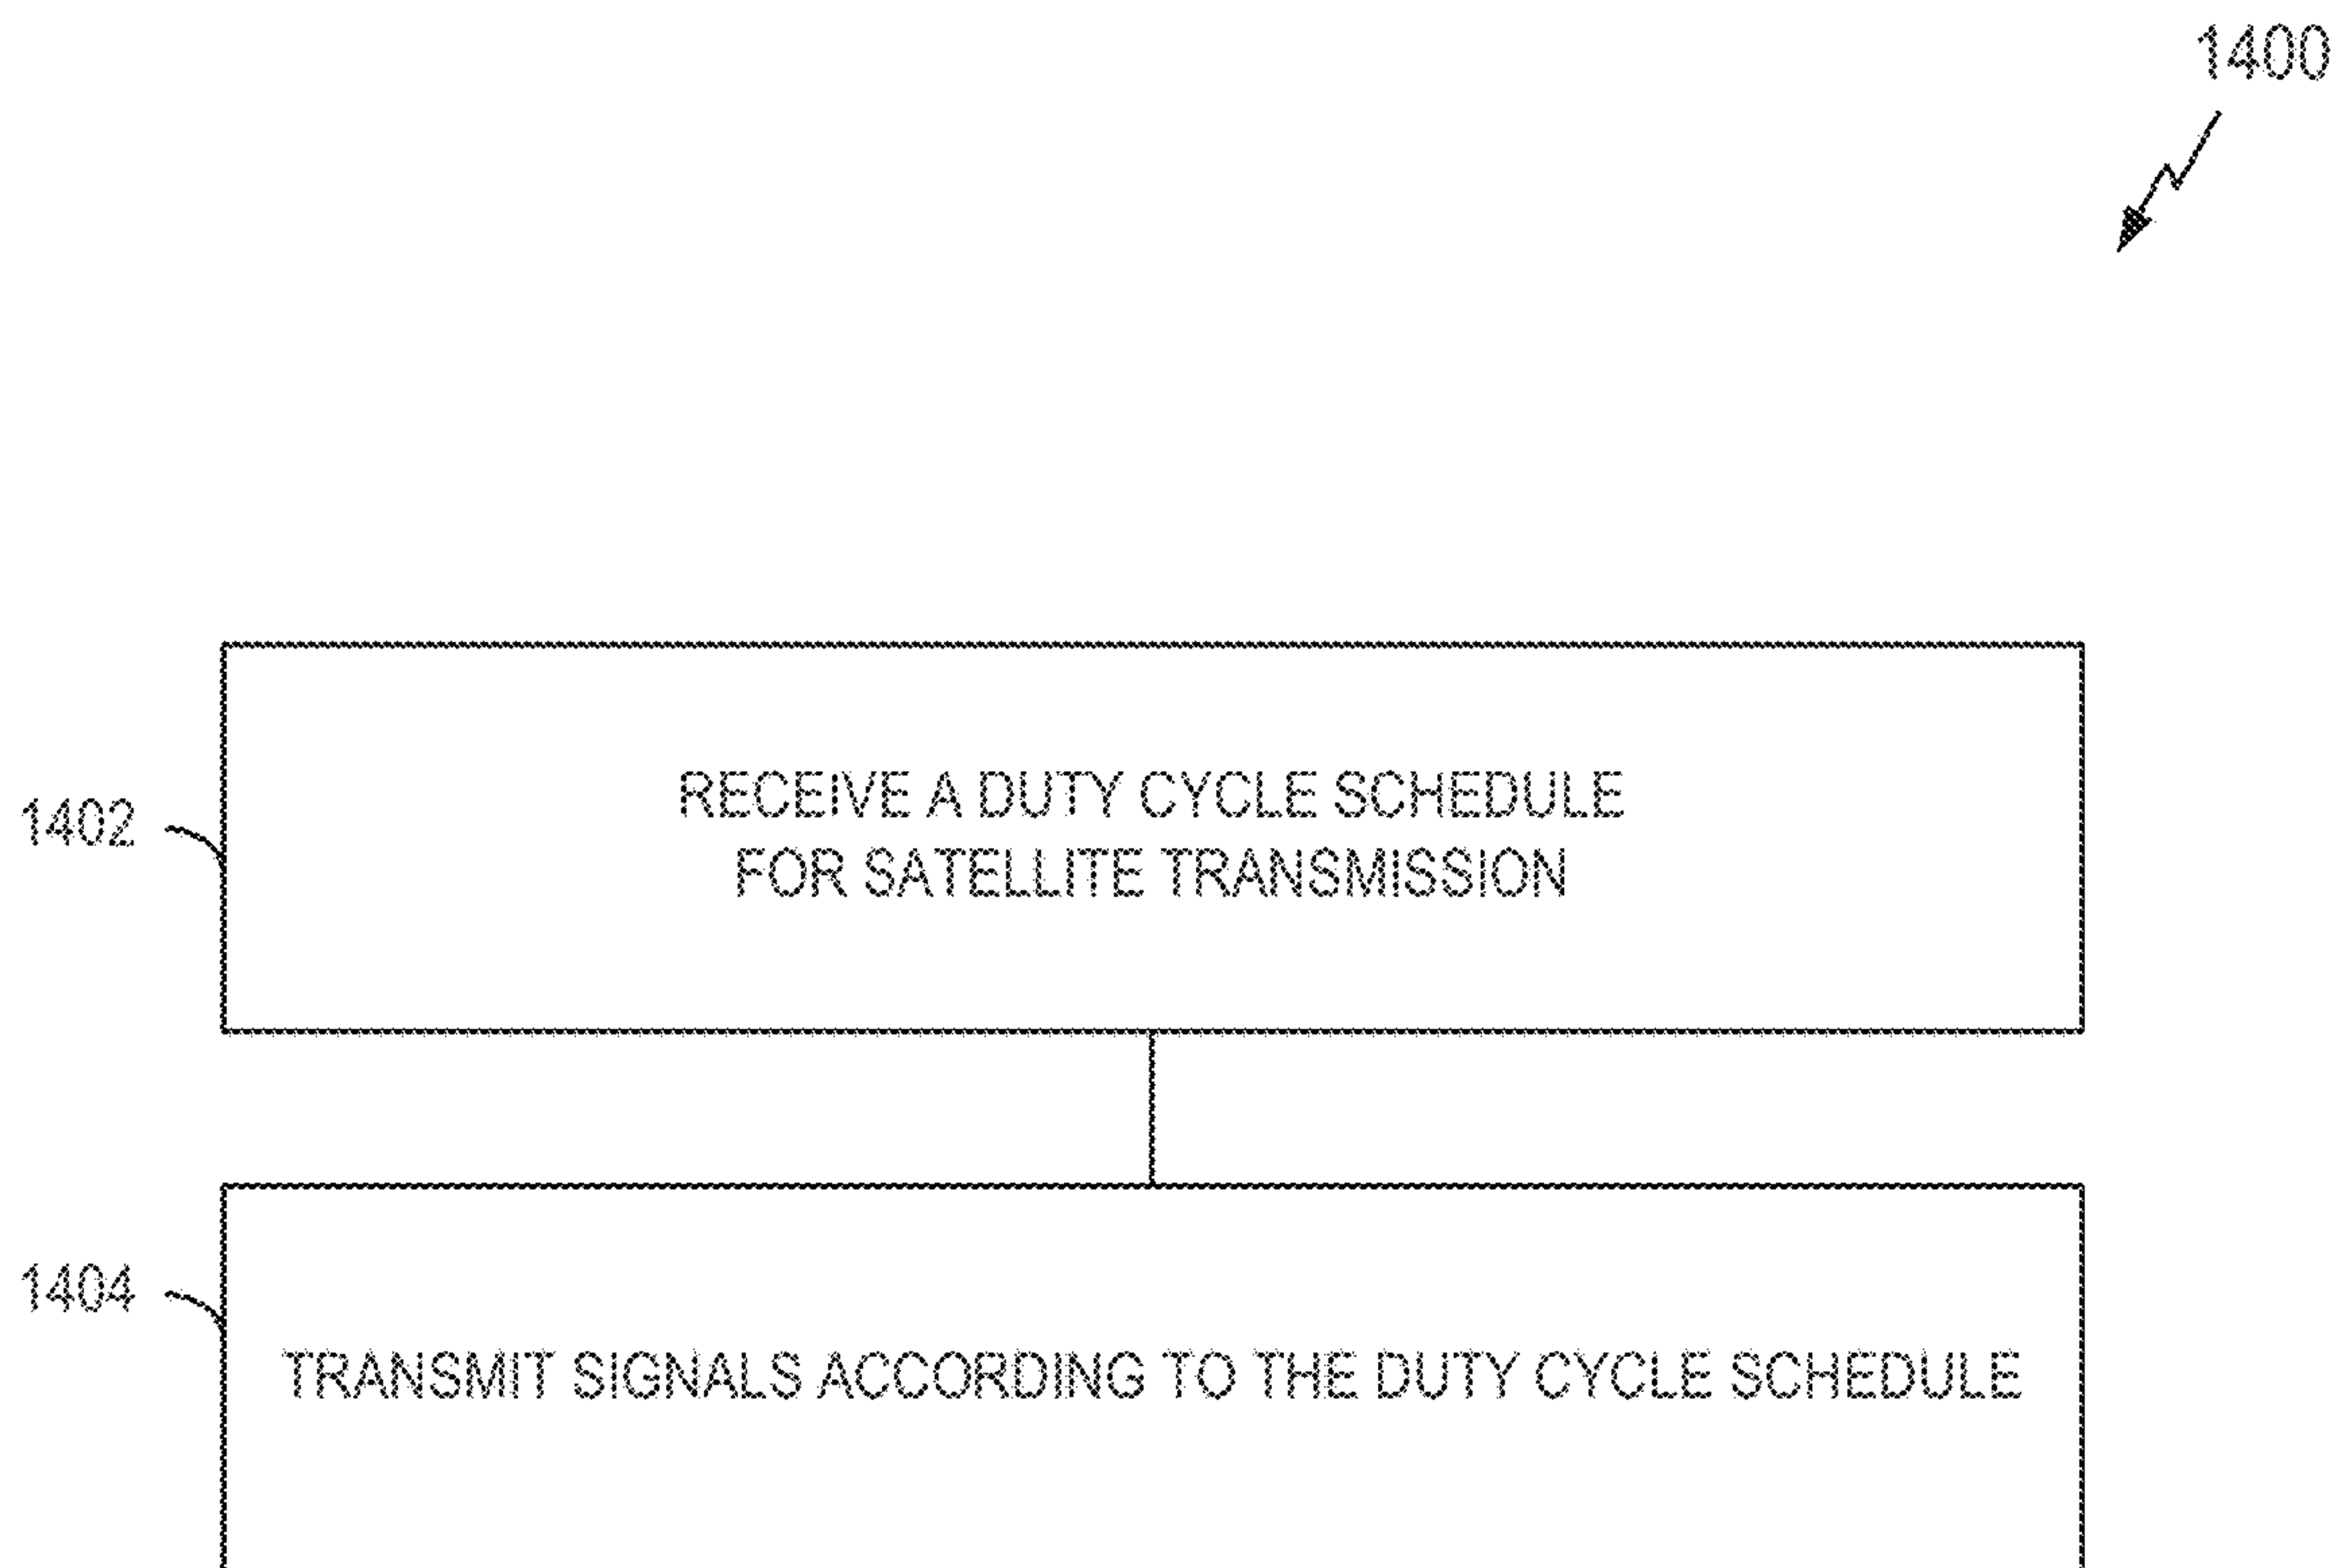 1400
RECEIVE A DUTY CYCLE SCHEDULE
FOR SATELLITE TRANSMISSION
1402
1404
TRANSMIT SIGNALS ACCORDING TO THE DUTY CYCLE SCHEDULE